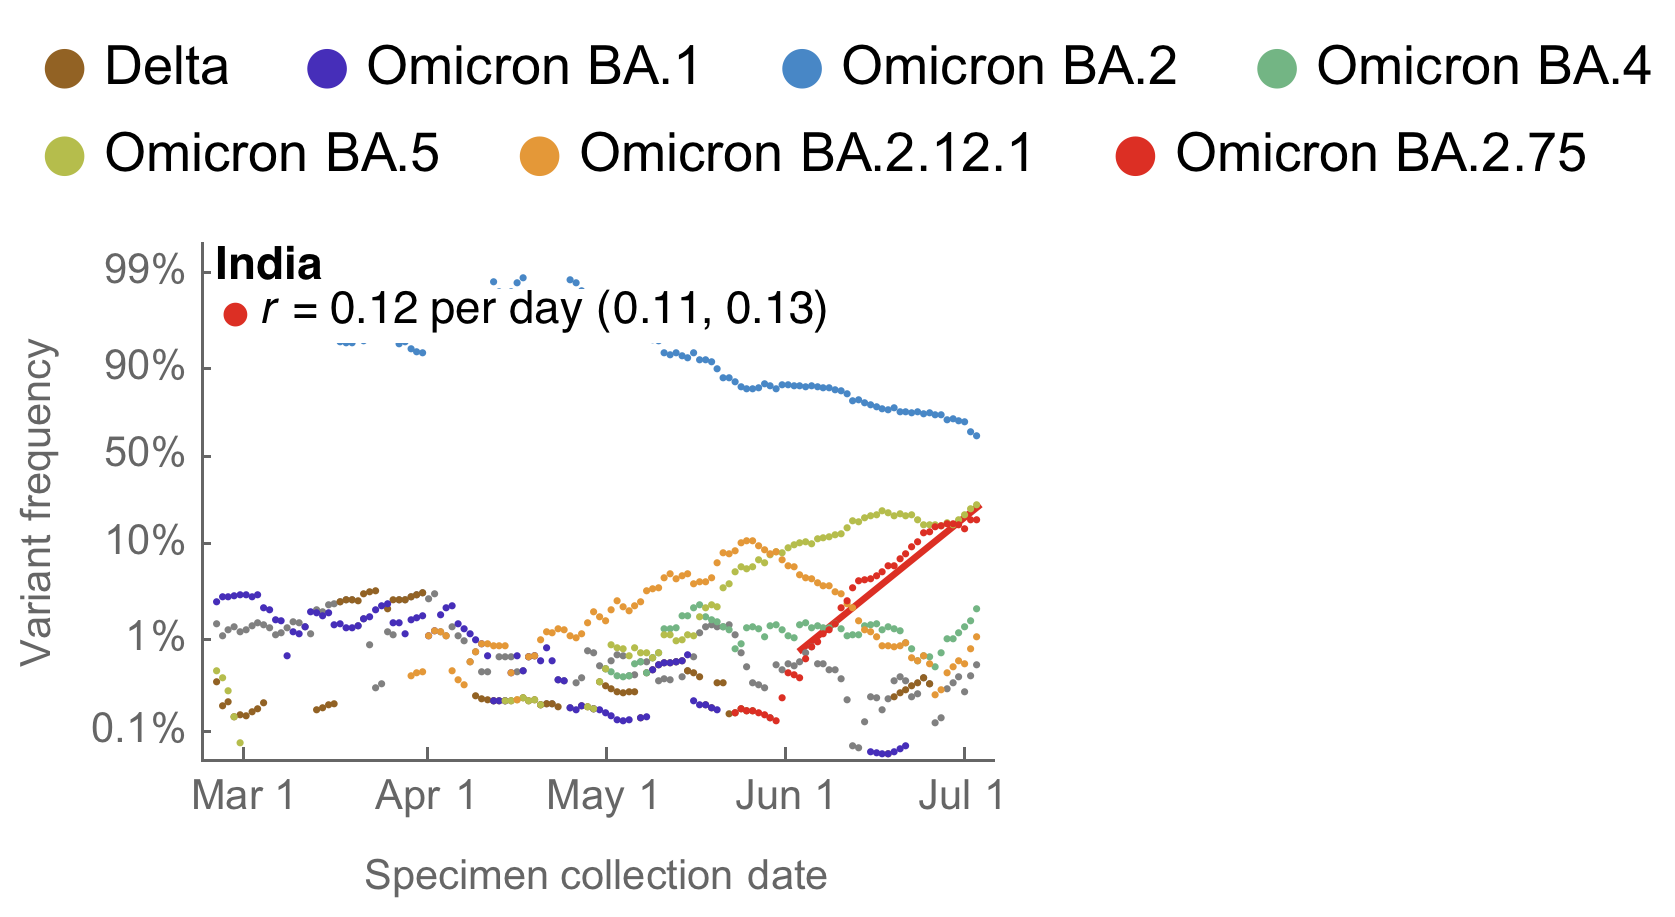 Delta Omicron BA.1 Omicron BA.2 Omicron BA.4
Omicron BA.5 Omicron BA.2.12.1 Omicron BA.2.75
India
r = 0.12 per day (0.11, 0.13)
99%
90%
50%
10%
1%
0.1%
Variant frequency
Mar 1 Apr 1 May 1 Jun 1 Jul 1
Specimen collection date